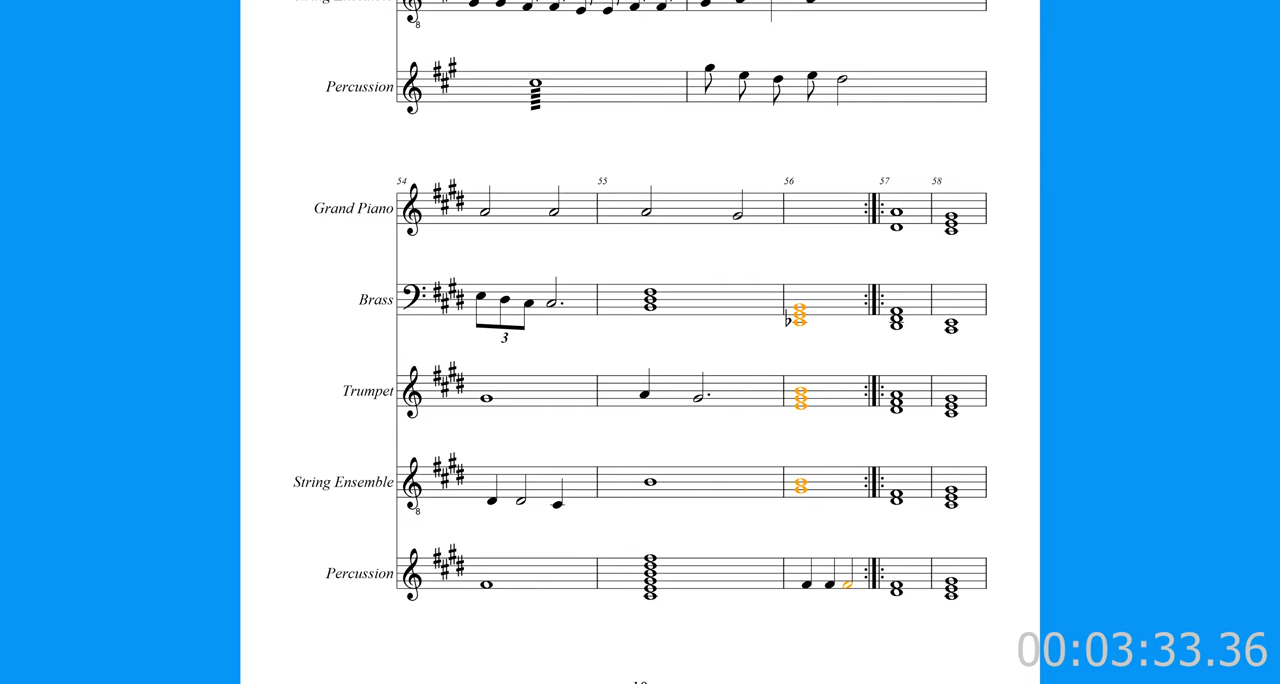 8
Percussion
54 55 56 57 58
Grand Piano
Brass
3
Trumpet
String Ensemble
8
Percussion
00:03:33.36